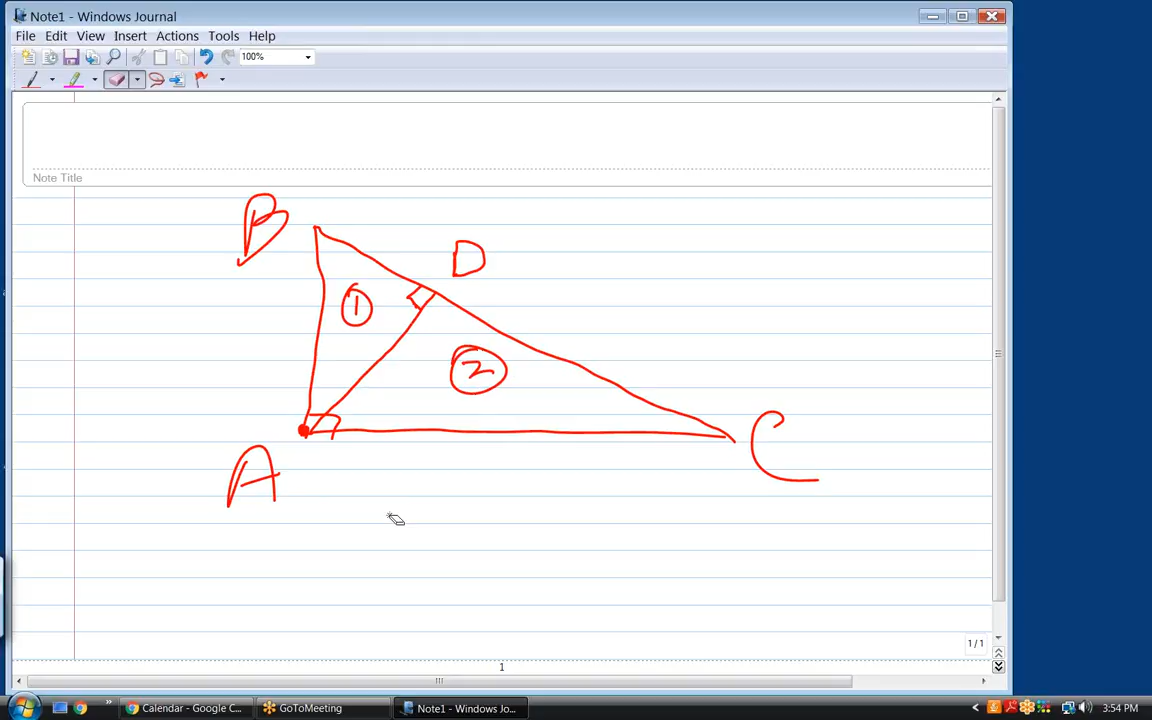 Note1 - Windows Journal
File Edit View Insert Actions Tools Help
100%
Note Title
B
D
①
②
C
A
1/1
1
Calendar - Google C...
GoToMeeting
Note1 - Windows Jo...
3:54 PM